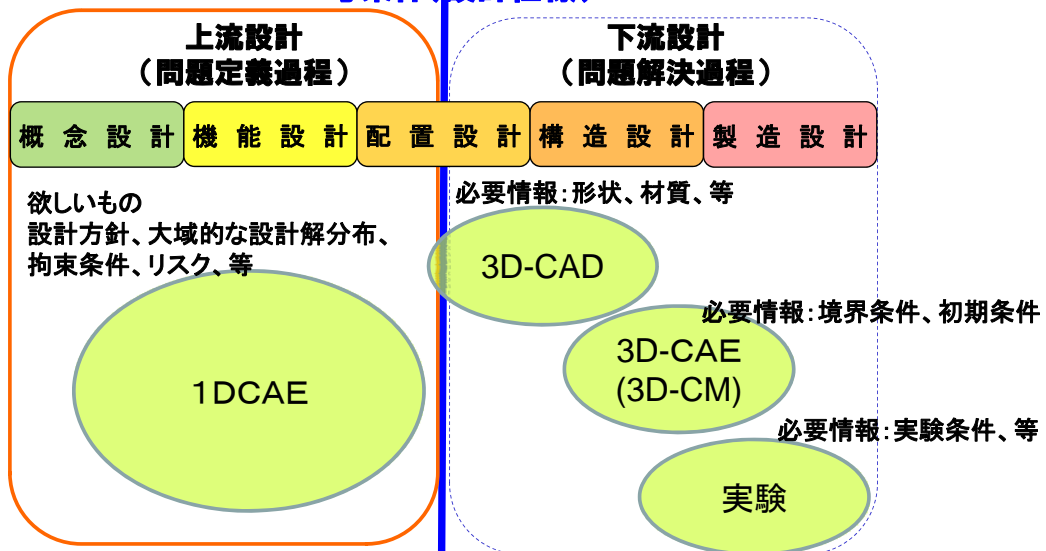 上流設計
(問題定義過程)
下流設計
(問題解決過程)
概念設計
機能設計
配置設計
構造設計
製造設計
欲しいもの
設計方針、大域的な設計解分布、
拘束条件、リスク、等
必要情報:形状、材質、等
3D-CAD
必要情報:境界条件、初期条件
3D-CAE
(3D-CM)
1DCAE
必要情報:実験条件、等
実験